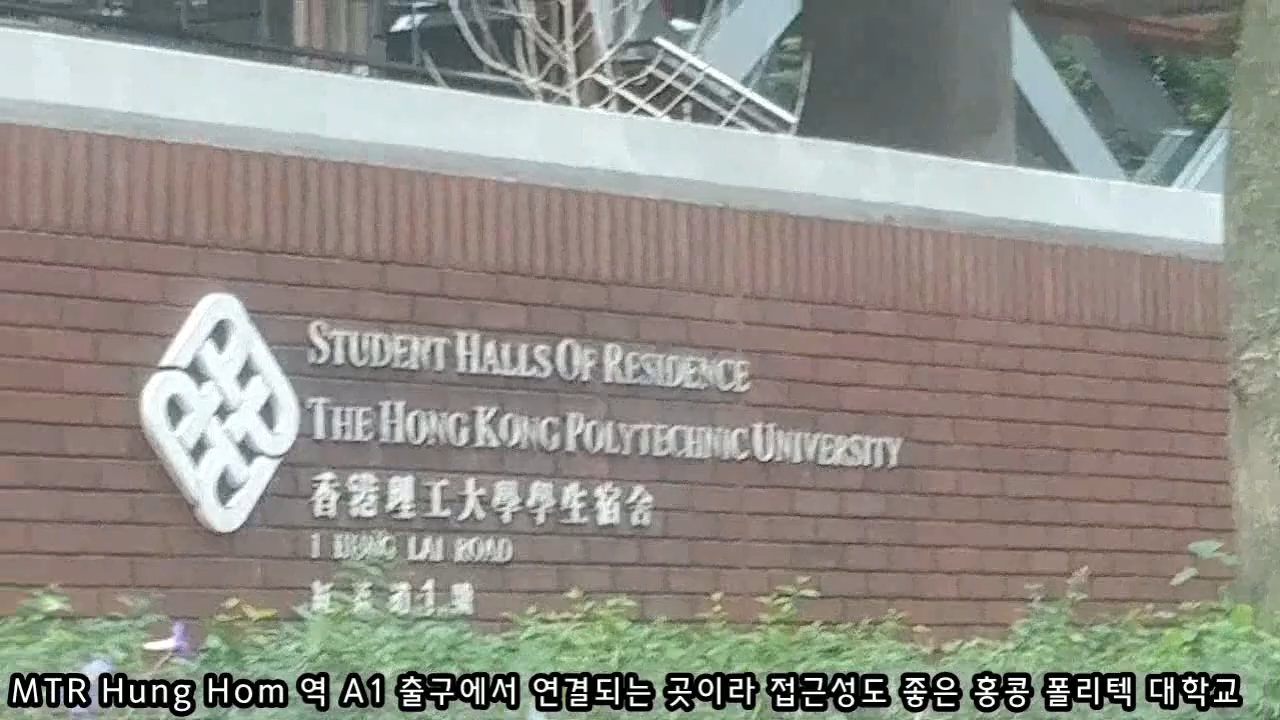 STUDENT HALLS OF RESIDENCE
THE HONG KONG POLYTECHNIC UNIVERSITY
香港理工大學學生宿舍
1 HUNG LAI ROAD
MTR Hung Hom 역 A1 출구에서 연결되는 곳이라 접근성도 좋은 홍콩 폴리텍 대학교